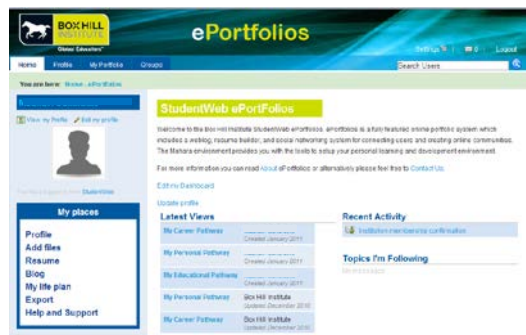 BOX HILL
INSTITUTE
Global Educators
ePortfolios
Settings
0
Logout
Home
Profile
My Portfolio
Groups
Search Users
You are here: Home - ePortfolios
View my Profile
Edit my profile
StudentWeb
My places
Profile
Add files
Resume
Blog
My life plan
Export
Help and Support
StudentWeb ePortFolios
Welcome to the Box Hill Institute StudentWeb ePortfolios. ePortfolios is a fully featured online portfolio system which
includes a weblog, resume builder, and social networking system for connecting users and creating online communities.
The Mahara environment provides you with the tools to setup your personal learning and development environment.
For more information you can read About ePortfolios or alternatively please feel free to Contact Us.
Edit my Dashboard
Update profile
Latest Views
My Career Pathway
Created January 2011
My Personal Pathway
Created January 2011
My Educational Pathway
Created January 2011
My Personal Pathway
Box Hill Institute
Updated December 2010
My Career Pathway
Box Hill Institute
Updated December 2010
Recent Activity
Institution membership confirmation
Topics I'm Following